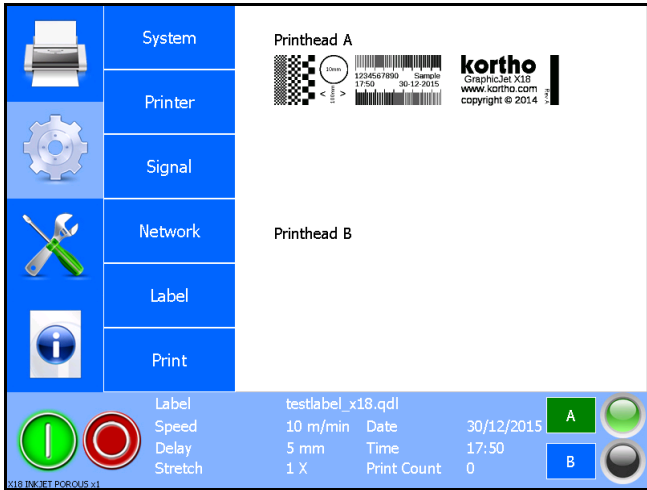 System
Printer
Signal
Network
Label
Print
Printhead A
10mm
< >
100mm
1234567890 Sample
17:50 30-12-2015
kortho
GraphicJet X18
www.kortho.com
copyright © 2014
Rev.A
Printhead B
Label testlabel_x18.qdl
Speed 10 m/min Date 30/12/2015
Delay 5 mm Time 17:50
Stretch 1 X Print Count 0
A
B
X18 INKJET POROUS x1